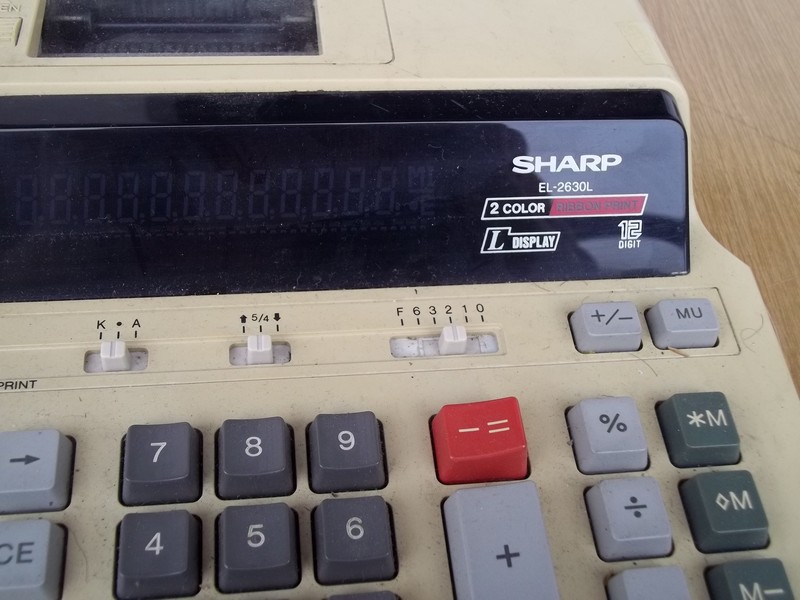 EN
SHARP
EL-2630L
2 COLOR RIBBON PRINT
L DISPLAY
12
DIGIT
K • A
⬆ 5/4 ⬇
F 6 3 2 1 0
+/− MU
PRINT
→ 7 8 9 −= % *M
÷ ◊M
CE 4 5 6 + M−